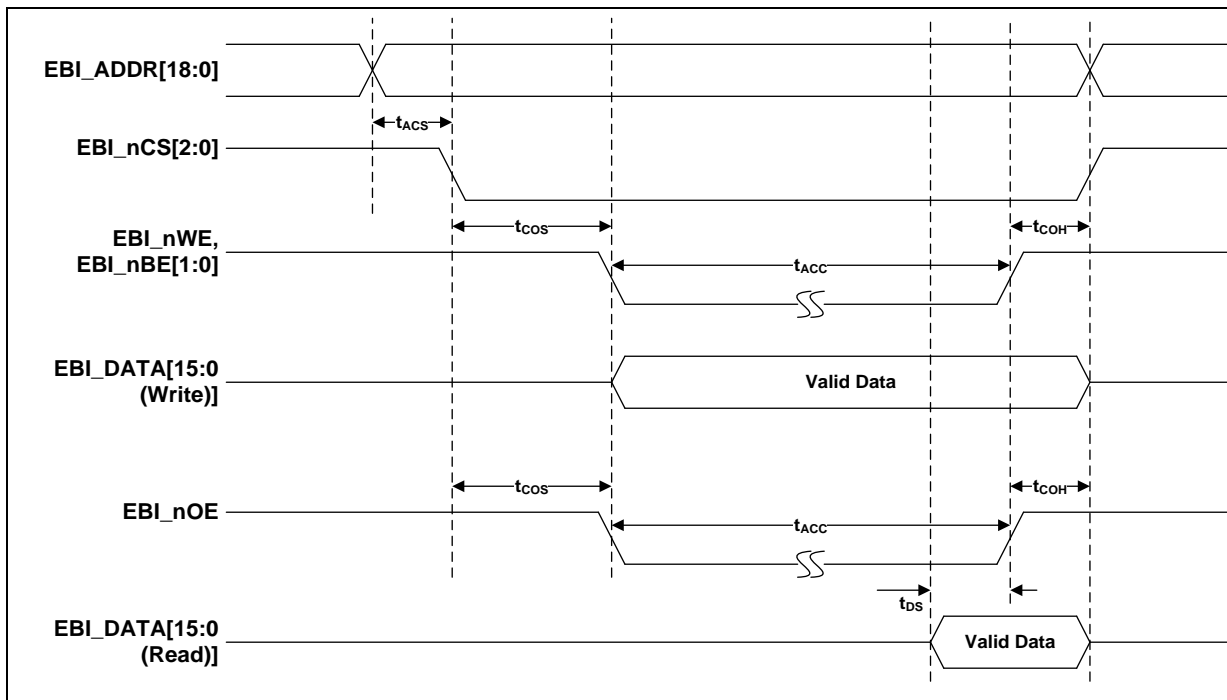 EBI_ADDR[18:0]
tACS
EBI_nCS[2:0]
tCOS
tCOH
EBI_nWE,
EBI_nBE[1:0]
tACC
EBI_DATA[15:0
(Write)]
Valid Data
tCOS
tCOH
EBI_nOE
tACC
tDS
EBI_DATA[15:0
(Read)]
Valid Data